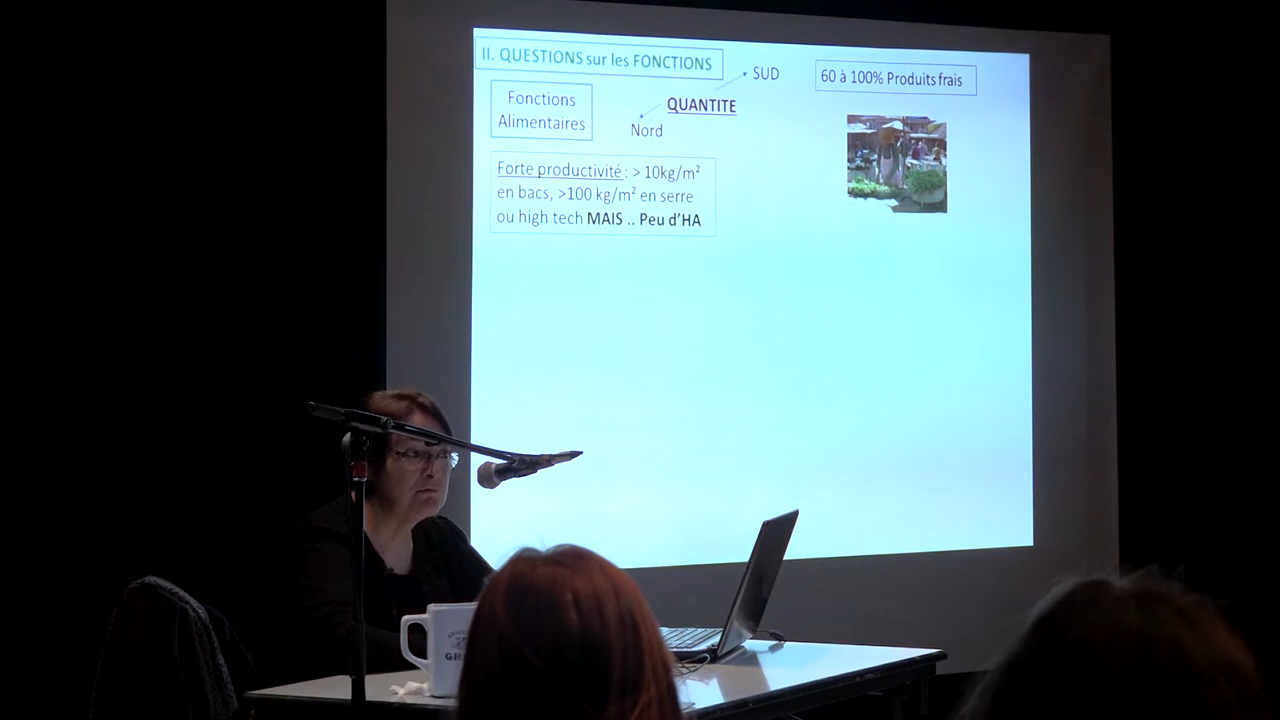 II. QUESTIONS sur les FONCTIONS
SUD
60 à 100% Produits frais
Fonctions
Alimentaires
QUANTITE
Nord
Forte productivité : > 10kg/m²
en bacs, >100 kg/m² en serre
ou high tech MAIS .. Peu d'HA